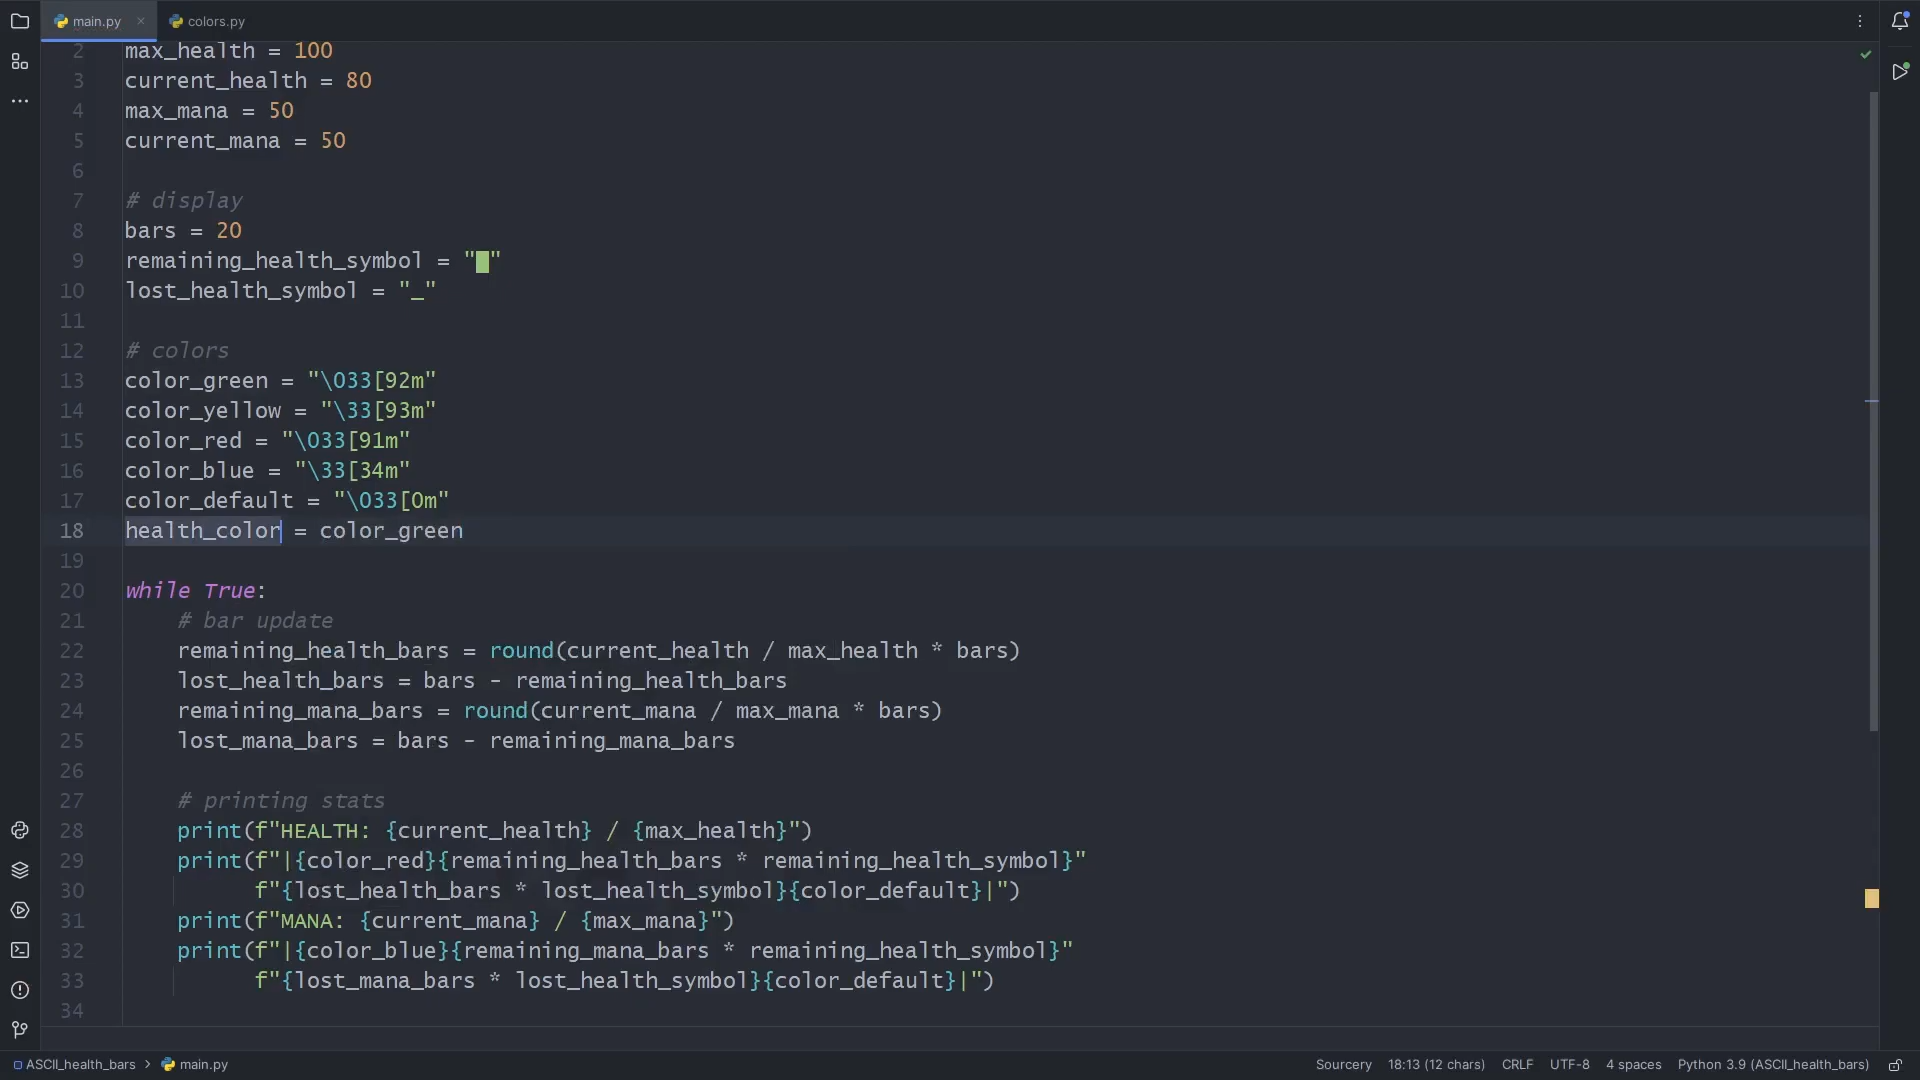 main.py × colors.py
2 max_health = 100
3 current_health = 80
4 max_mana = 50
5 current_mana = 50
6
7 # display
8 bars = 20
9 remaining_health_symbol = "█"
10 lost_health_symbol = "_"
11
12 # colors
13 color_green = "\033[92m"
14 color_yellow = "\33[93m"
15 color_red = "\033[91m"
16 color_blue = "\33[34m"
17 color_default = "\033[0m"
18 health_color = color_green
19
20 while True:
21 # bar update
22 remaining_health_bars = round(current_health / max_health * bars)
23 lost_health_bars = bars - remaining_health_bars
24 remaining_mana_bars = round(current_mana / max_mana * bars)
25 lost_mana_bars = bars - remaining_mana_bars
26
27 # printing stats
28 print(f"HEALTH: {current_health} / {max_health}")
29 print(f"|{color_red}{remaining_health_bars * remaining_health_symbol}"
30 f"{lost_health_bars * lost_health_symbol}{color_default}|")
31 print(f"MANA: {current_mana} / {max_mana}")
32 print(f"|{color_blue}{remaining_mana_bars * remaining_health_symbol}"
33 f"{lost_mana_bars * lost_health_symbol}{color_default}|")
34
ASCII_health_bars > main.py Sourcery 18:13 (12 chars) CRLF UTF-8 4 spaces Python 3.9 (ASCII_health_bars)